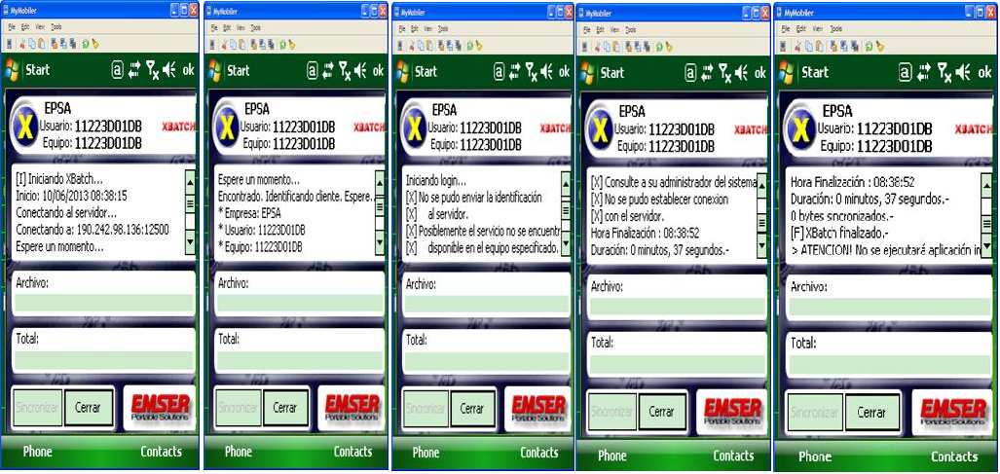 MyMobiler
File Edit View Tools
Start
ok
X
EPSA
Usuario: 11223D01DB
Equipo: 11223D01DB
XBATCH
[I] Iniciando XBatch...
Inicio: 10/06/2013 08:38:15
Conectando al servidor...
Conectando a: 190.242.98.136:12500
Espere un momento...
Archivo:
Total:
Sincronizar
Cerrar
EMSER
Portable Solutions
Phone
Contacts
MyMobiler
File Edit View Tools
Start
ok
X
EPSA
Usuario: 11223D01DB
Equipo: 11223D01DB
XBATCH
Espere un momento...
Encontrado. Identificando cliente. Espere..
* Empresa: EPSA
* Usuario: 11223D01DB
* Equipo: 11223D01DB
Archivo:
Total:
Sincronizar
Cerrar
EMSER
Portable Solutions
Phone
Contacts
MyMobiler
File Edit View Tools
Start
ok
X
EPSA
Usuario: 11223D01DB
Equipo: 11223D01DB
XBATCH
Iniciando login...
[X] No se pudo enviar la identificación
[X] al servidor.
[X] Posiblemente el servicio no se encuentr
[X] disponible en el equipo especificado.
Archivo:
Total:
Sincronizar
Cerrar
EMSER
Portable Solutions
Phone
Contacts
MyMobiler
File Edit View Tools
Start
ok
X
EPSA
Usuario: 11223D01DB
Equipo: 11223D01DB
XBATCH
[X] Consulte a su administrador del sistema
[X] No se pudo establecer conexion
[X] con el servidor.
Hora Finalización : 08:38:52
Duración: 0 minutos, 37 segundos.-
Archivo:
Total:
Sincronizar
Cerrar
EMSER
Portable Solutions
Phone
Contacts
MyMobiler
File Edit View Tools
Start
ok
X
EPSA
Usuario: 11223D01DB
Equipo: 11223D01DB
XBATCH
Hora Finalización : 08:38:52
Duración: 0 minutos, 37 segundos.-
0 bytes sincronizados.-
[F] XBatch finalizado.-
> ATENCION! No se ejecutará aplicación in
Archivo:
Total:
Sincronizar
Cerrar
EMSER
Portable Solutions
Phone
Contacts